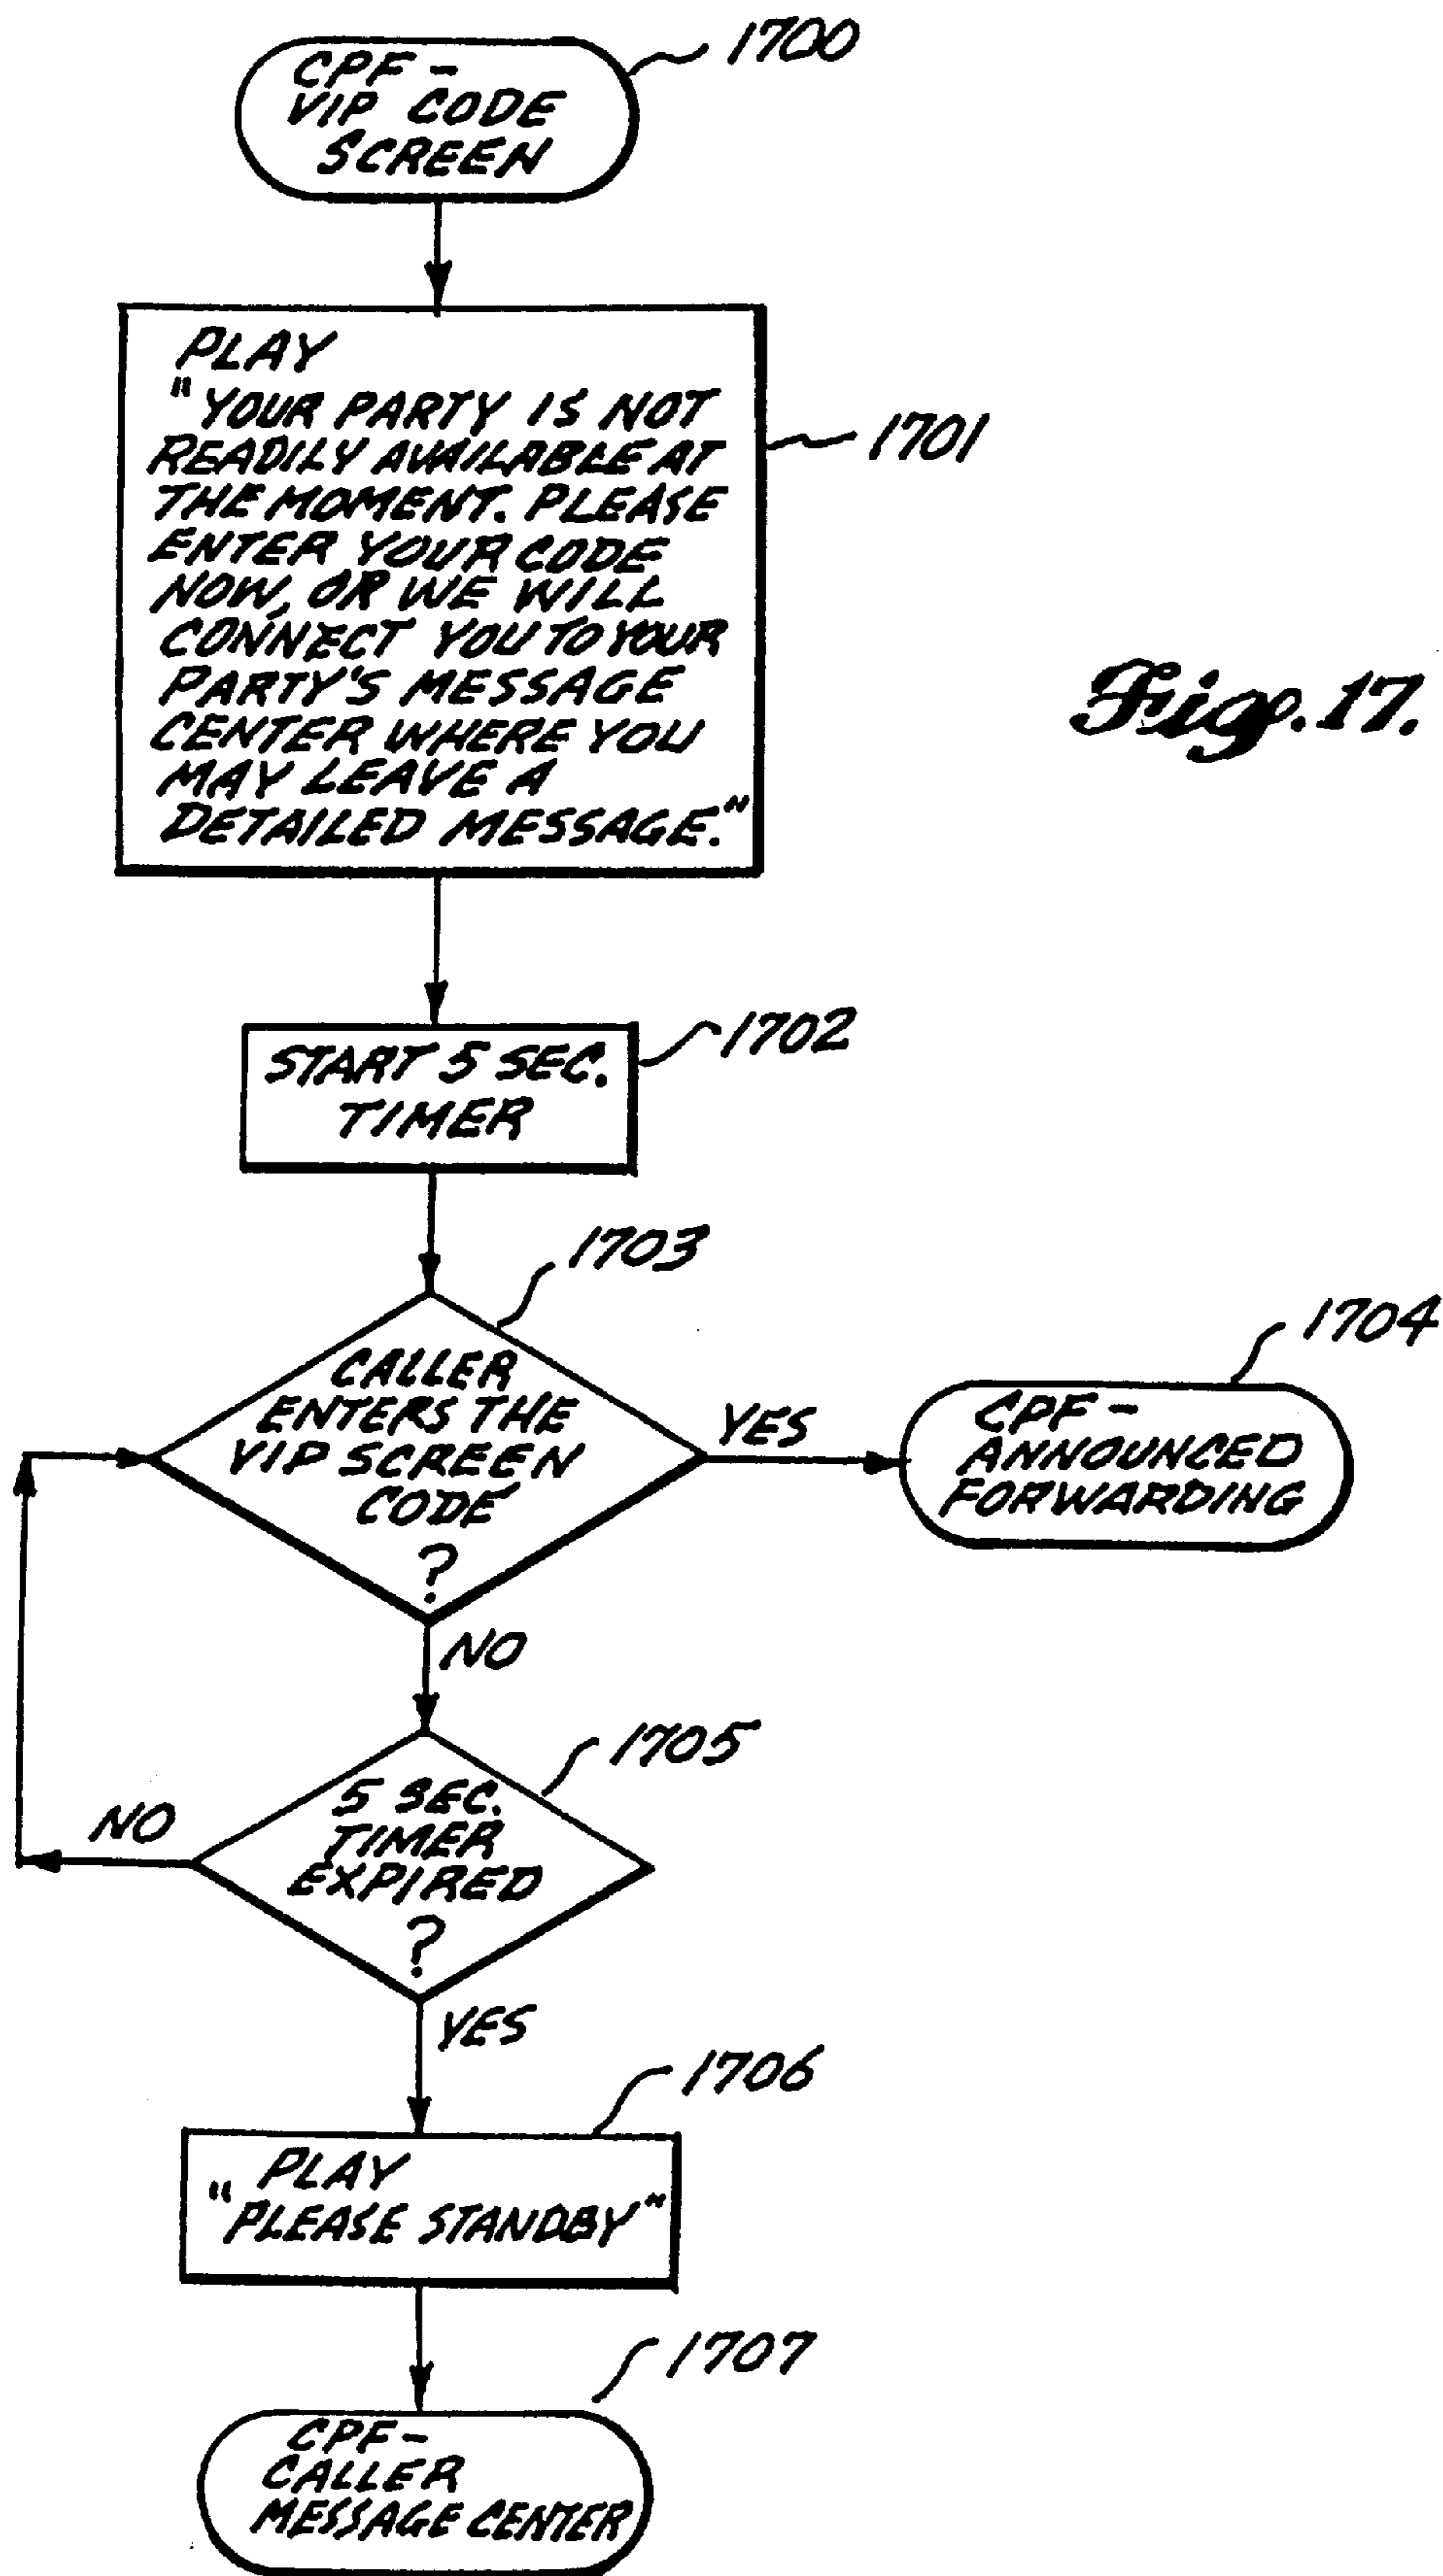 1700
CPF -
VIP CODE
SCREEN
PLAY
"YOUR PARTY IS NOT
READILY AVAILABLE AT
THE MOMENT. PLEASE
ENTER YOUR CODE
NOW, OR WE WILL
CONNECT YOU TO YOUR
PARTY'S MESSAGE
CENTER WHERE YOU
MAY LEAVE A
DETAILED MESSAGE."
1701
Fig. 17.
START 5 SEC.
TIMER
1702
1703
CALLER
ENTERS THE
VIP SCREEN
CODE
?
YES
1704
CPF -
ANNOUNCED
FORWARDING
NO
1705
5 SEC.
TIMER
EXPIRED
?
NO
YES
1706
PLAY
"PLEASE STANDBY"
1707
CPF -
CALLER
MESSAGE CENTER